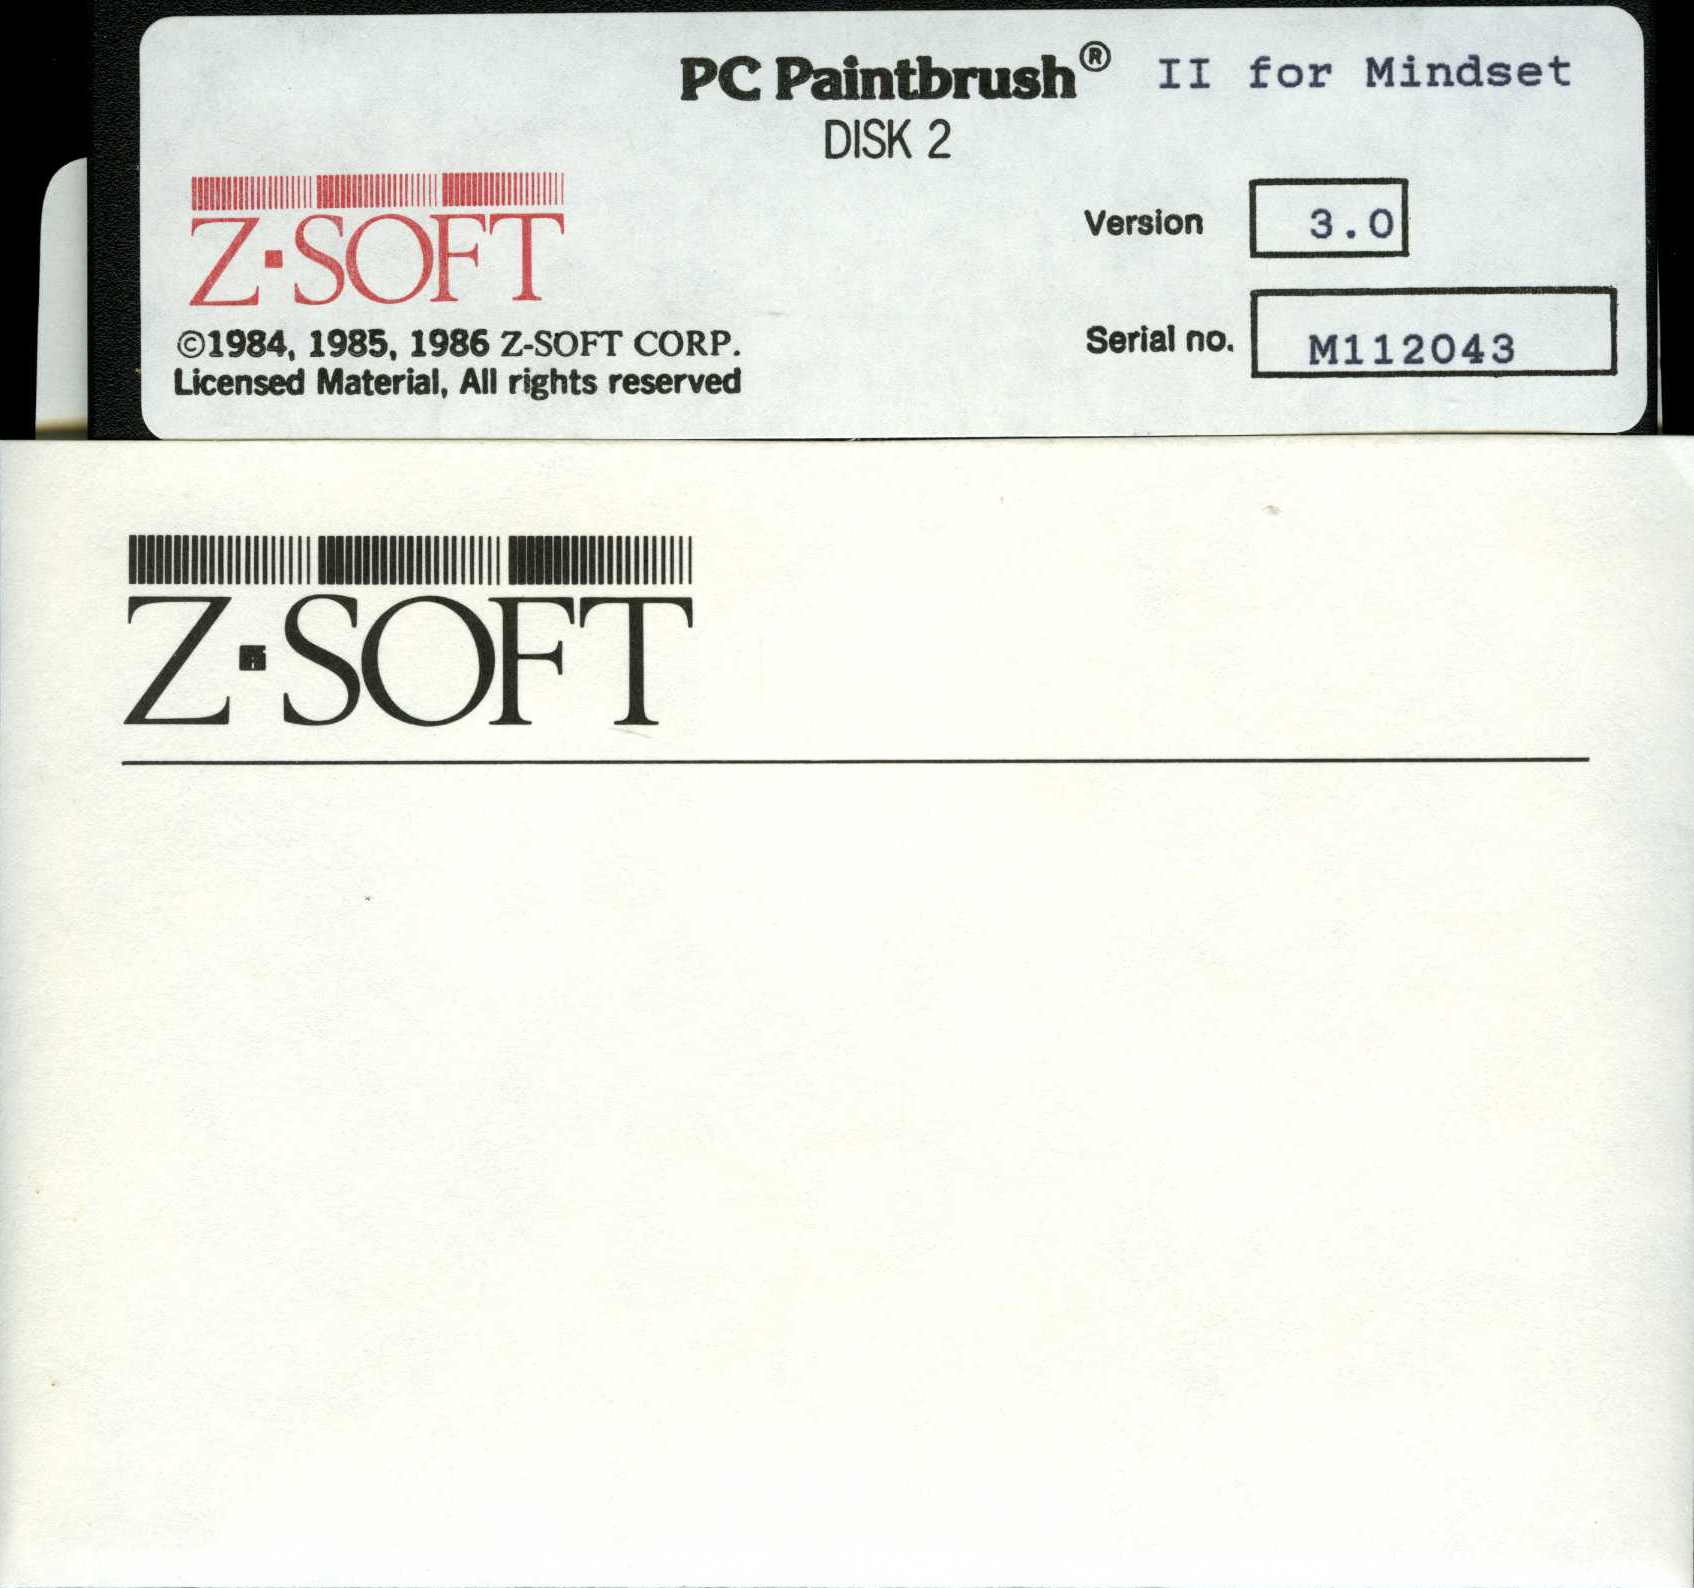 PC Paintbrush® II for Mindset
DISK 2
Z·SOFT
Version 3.0
©1984, 1985, 1986 Z-SOFT CORP.
Serial no. M112043
Licensed Material, All rights reserved
Z·SOFT